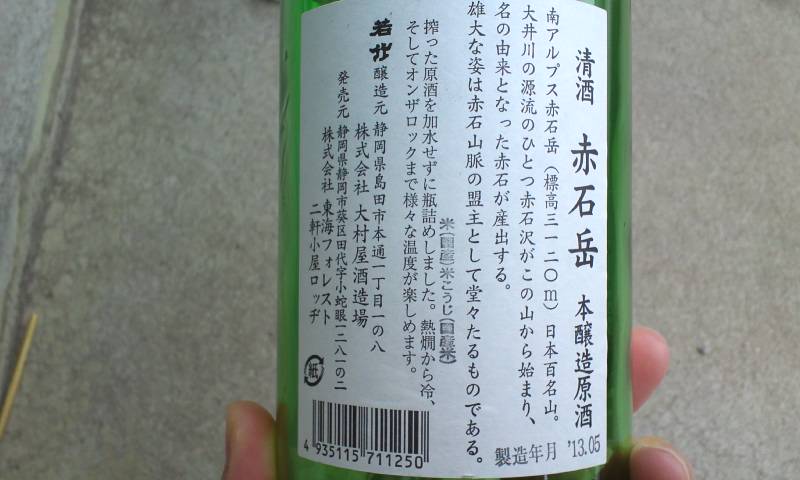 清酒 赤石岳 本醸造原酒
南アルプス赤石岳(標高三一二〇m)日本百名山。
大井川の源流のひとつ赤石沢がこの山から始まり、
名の由来となった赤石が産出する。
雄大な姿は赤石山脈の盟主として堂々たるものである。
米(国産)米こうじ(国産米)
搾った原酒を加水せずに瓶詰めしました。熱燗から冷、
そしてオンザロックまで様々な温度が楽しめます。
若竹 醸造元 静岡県島田市本通一丁目一の八
株式会社 大村屋酒造場
発売元 静岡県静岡市葵区田代字小蛇眼一二八一の二
株式会社 東海フォレスト
二軒小屋ロッヂ
紙
製造年月 '13.05
4 935115 711250